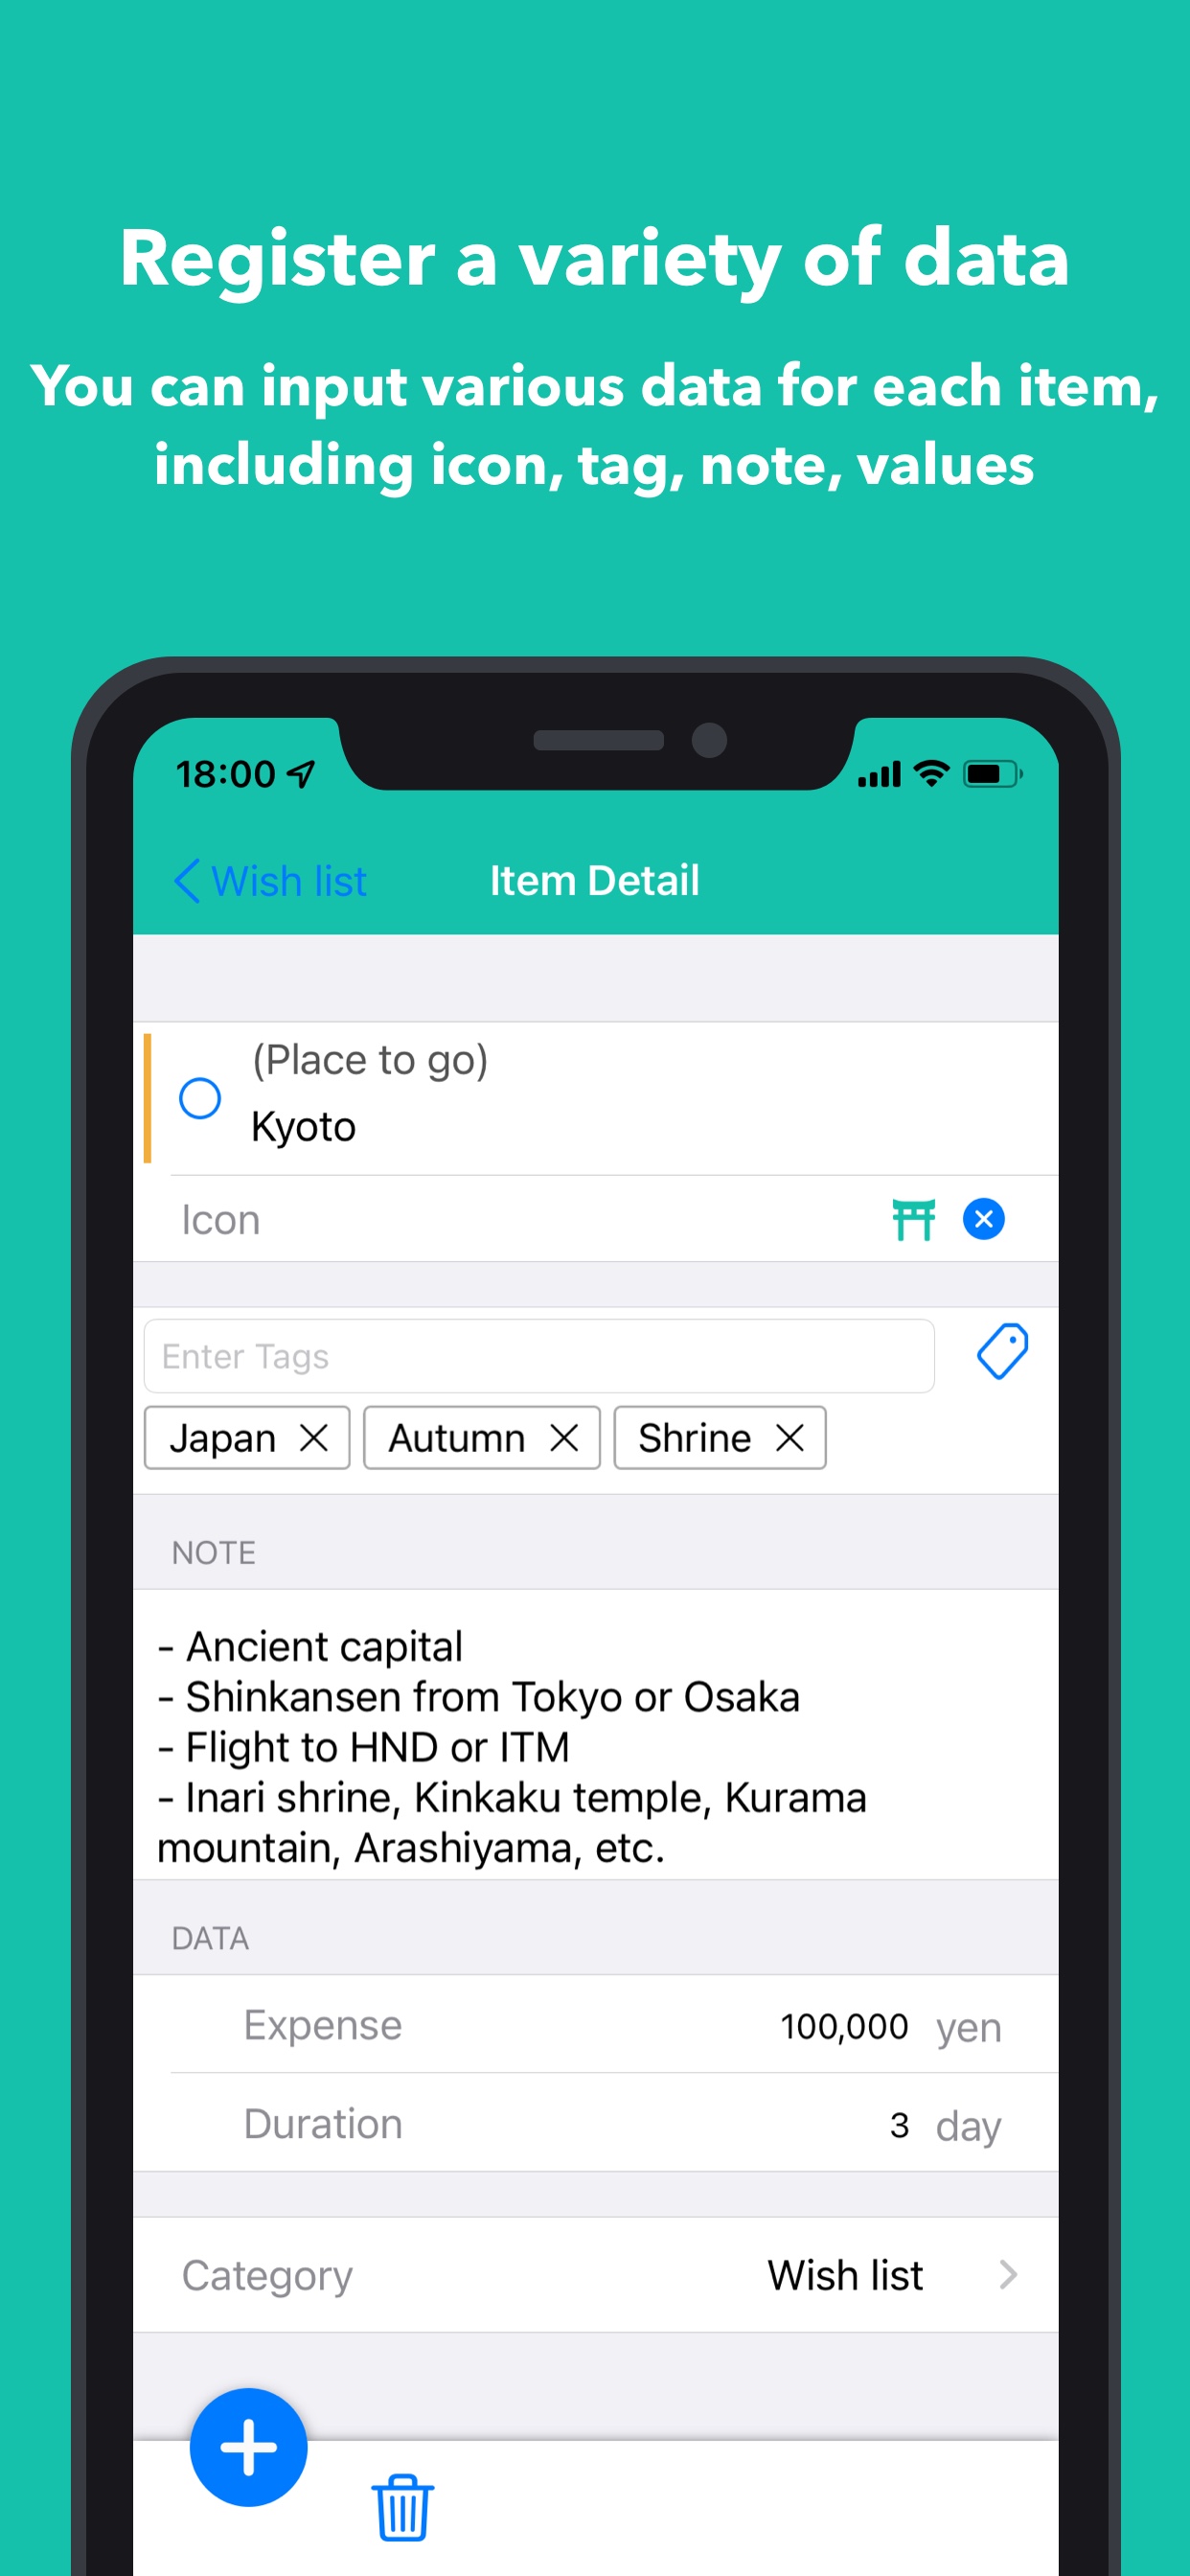 Register a variety of data
You can input various data for each item,
including icon, tag, note, values
18:00
Wish list
Item Detail
(Place to go)
Kyoto
Icon
Enter Tags
Japan
Autumn
Shrine
NOTE
- Ancient capital
- Shinkansen from Tokyo or Osaka
- Flight to HND or ITM
- Inari shrine, Kinkaku temple, Kurama
mountain, Arashiyama, etc.
DATA
Expense 100,000 yen
Duration 3 day
Category Wish list